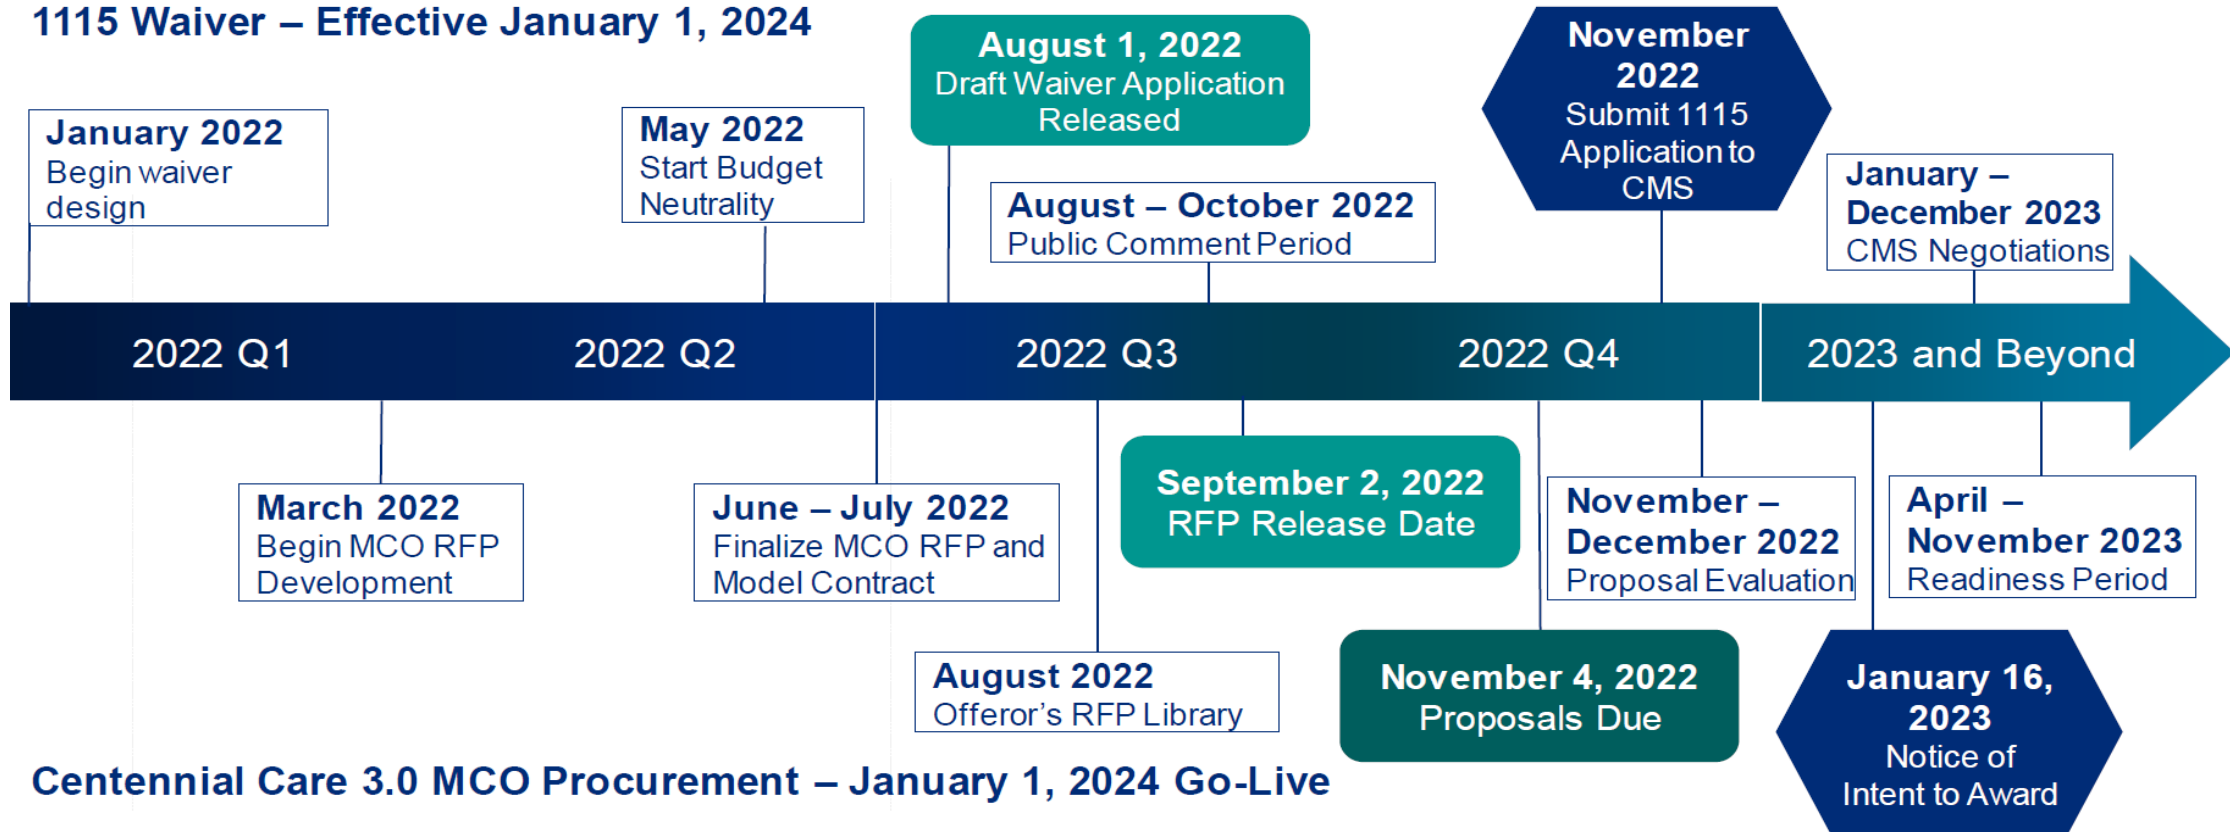 1115 Waiver – Effective January 1, 2024
January 2022
Begin waiver
design
May 2022
Start Budget
Neutrality
August 1, 2022
Draft Waiver Application
Released
August – October 2022
Public Comment Period
November
2022
Submit 1115
Application to
CMS
January –
December 2023
CMS Negotiations
2022 Q1
2022 Q2
2022 Q3
2022 Q4
2023 and Beyond
March 2022
Begin MCO RFP
Development
June – July 2022
Finalize MCO RFP and
Model Contract
August 2022
Offeror’s RFP Library
September 2, 2022
RFP Release Date
November 4, 2022
Proposals Due
November –
December 2022
Proposal Evaluation
January 16,
2023
Notice of
Intent to Award
April –
November 2023
Readiness Period
Centennial Care 3.0 MCO Procurement – January 1, 2024 Go-Live